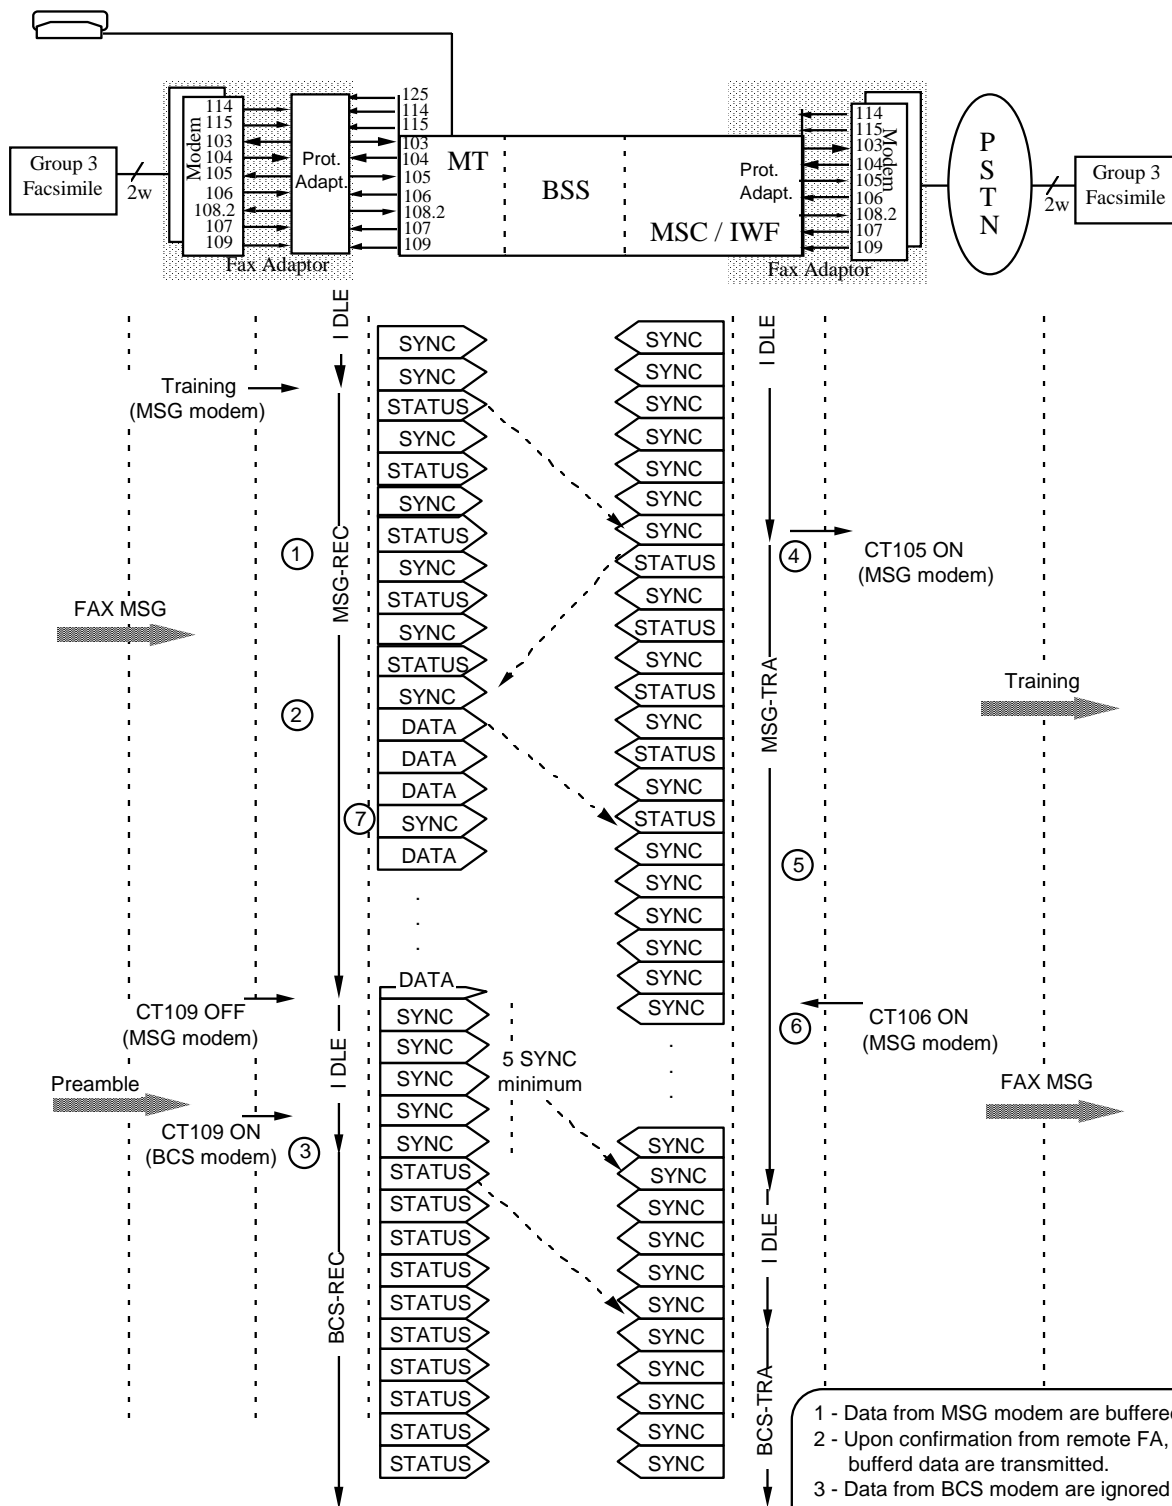 125
114
115
103
104
105
106
108.2
107
109
Modem
Prot.
Adapt.
125
114
115
103
104
105
106
108.2
107
109
MT
BSS
MSC / IWF
Prot.
Adapt.
114
115
103
104
105
106
108.2
107
109
Modem
P
S
T
N
Group 3
Facsimile
2w
Group 3
Facsimile
2w
Fax Adaptor
Fax Adaptor
I DLE
I DLE
Training
(MSG modem)
SYNC
SYNC
STATUS
SYNC
STATUS
SYNC
STATUS
SYNC
STATUS
SYNC
STATUS
SYNC
DATA
DATA
DATA
SYNC
DATA
.
.
.
DATA
SYNC
SYNC
SYNC
SYNC
SYNC
STATUS
STATUS
STATUS
STATUS
STATUS
STATUS
STATUS
STATUS
STATUS
STATUS
SYNC
SYNC
SYNC
SYNC
SYNC
SYNC
SYNC
STATUS
SYNC
STATUS
SYNC
STATUS
SYNC
STATUS
SYNC
STATUS
SYNC
SYNC
SYNC
SYNC
SYNC
SYNC
.
.
.
SYNC
SYNC
SYNC
SYNC
SYNC
SYNC
SYNC
SYNC
SYNC
SYNC
SYNC
1
MSG-REC
FAX MSG
2
7
CT109 OFF
(MSG modem)
I DLE
5 SYNC
minimum
Preamble
CT109 ON
(BCS modem)
3
BCS-REC
4
CT105 ON
(MSG modem)
MSG-TRA
Training
5
6
CT106 ON
(MSG modem)
FAX MSG
I DLE
BCS-TRA
1 - Data from MSG modem are buffered
2 - Upon confirmation from remote FA,
bufferd data are transmitted.
3 - Data from BCS modem are ignored